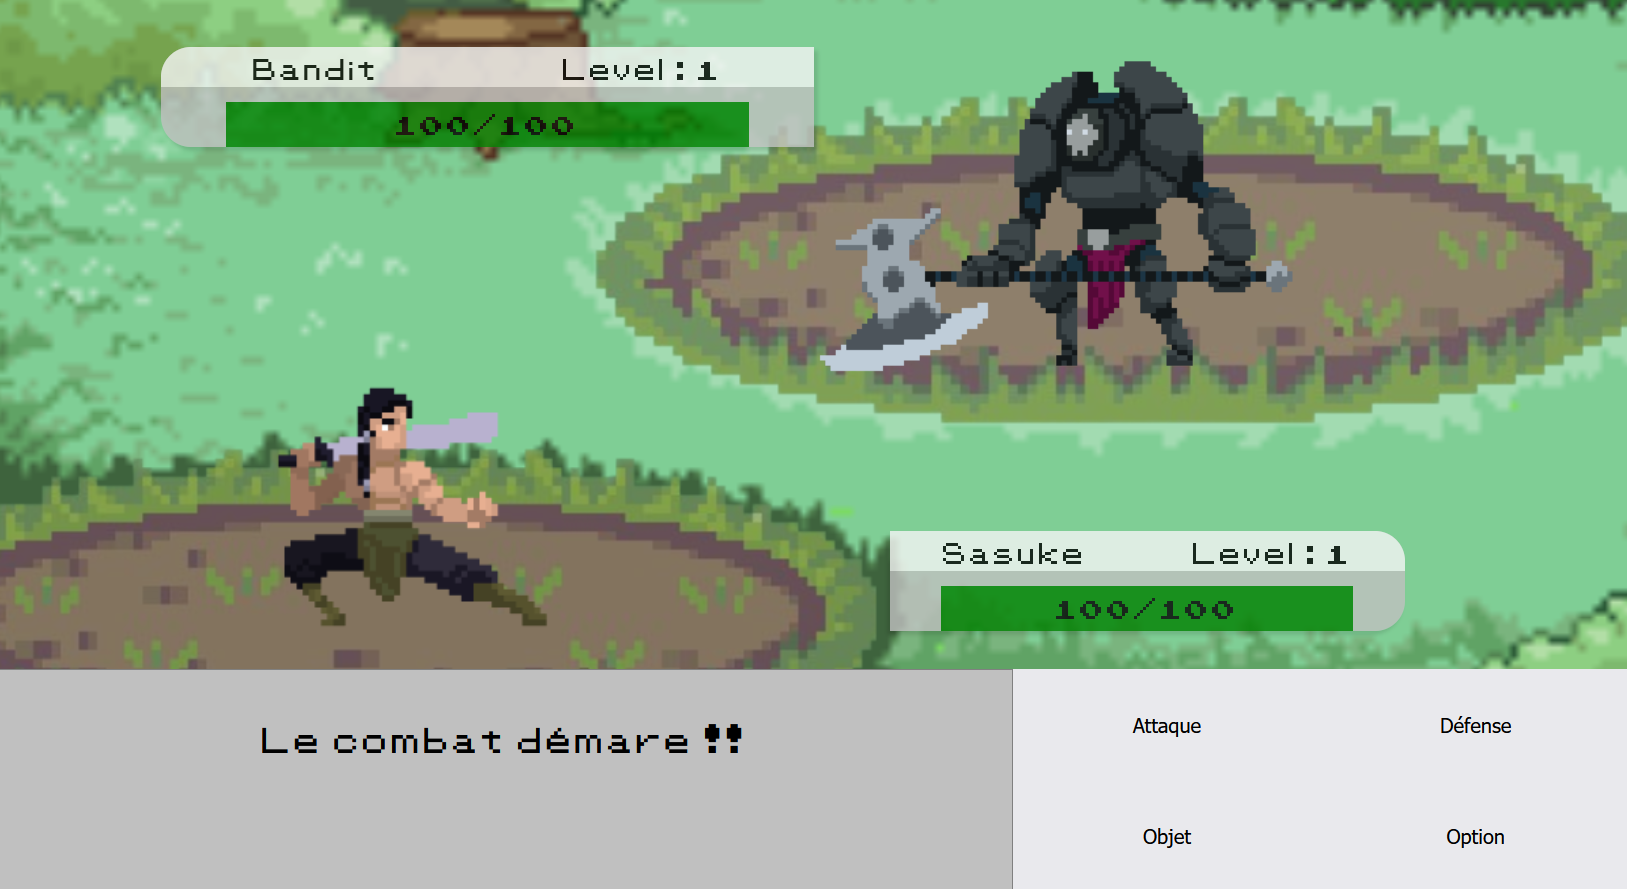 Bandit Level:1
100/100
Sasuke Level:1
100/100
Le combat démare !!
Attaque Défense
Objet Option